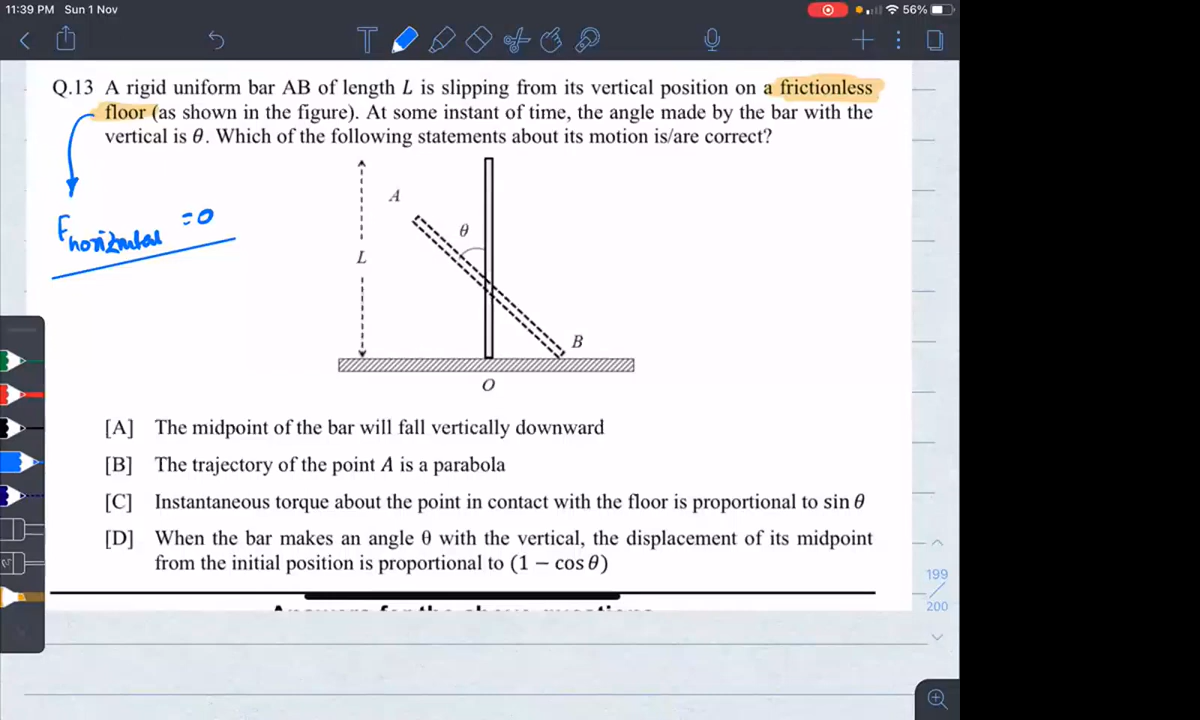 11:39 PM Sun 1 Nov
56%
Q.13 A rigid uniform bar AB of length L is slipping from its vertical position on a frictionless
floor (as shown in the figure). At some instant of time, the angle made by the bar with the
vertical is θ. Which of the following statements about its motion is/are correct?
F horizontal = 0
A
θ
L
B
O
[A] The midpoint of the bar will fall vertically downward
[B] The trajectory of the point A is a parabola
[C] Instantaneous torque about the point in contact with the floor is proportional to sin θ
[D] When the bar makes an angle θ with the vertical, the displacement of its midpoint
from the initial position is proportional to (1 − cos θ)
199
200